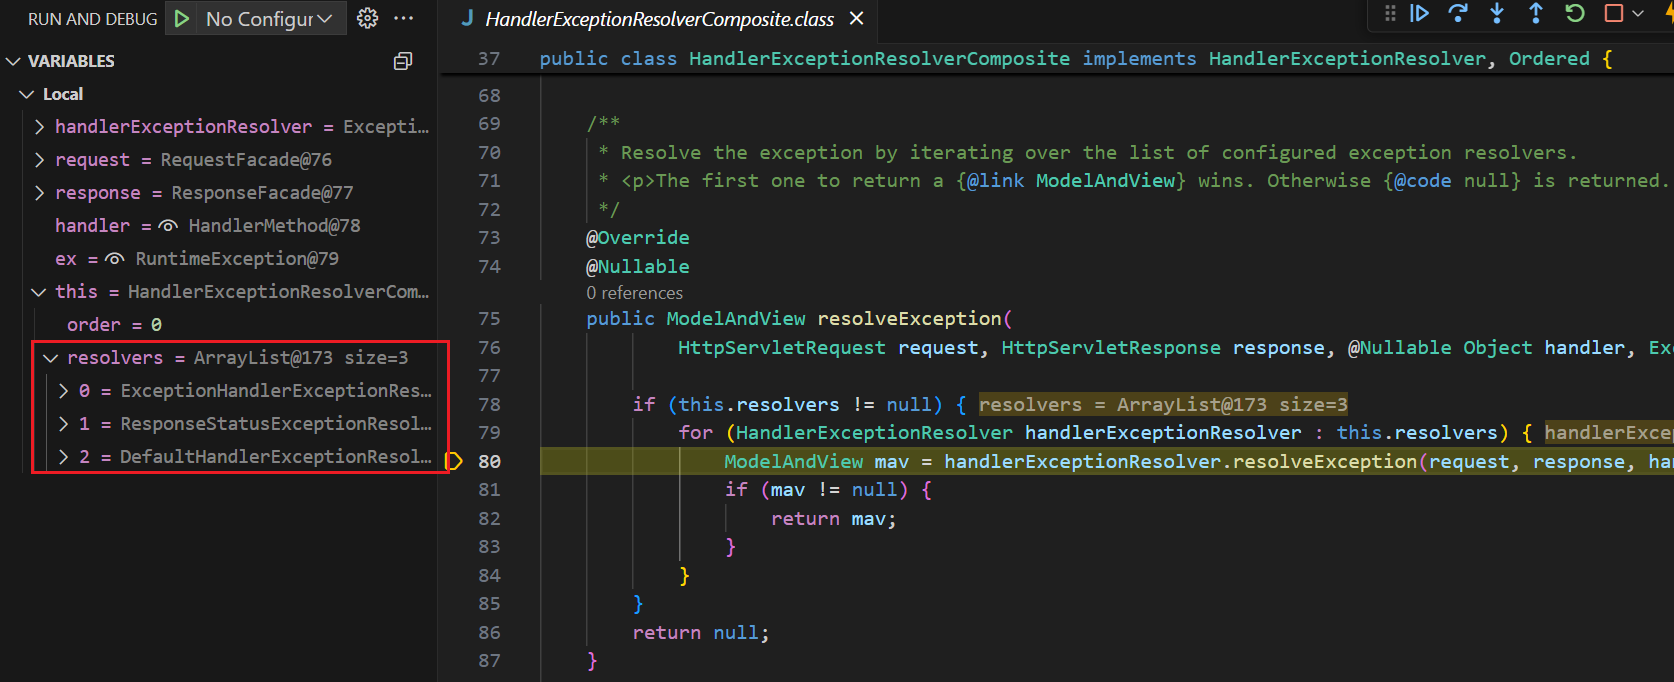 RUN AND DEBUG
No Configur
VARIABLES
Local
handlerExceptionResolver = Excepti…
request = RequestFacade@76
response = ResponseFacade@77
handler = HandlerMethod@78
ex = RuntimeException@79
this = HandlerExceptionResolverCom…
order = 0
resolvers = ArrayList@173 size=3
0 = ExceptionHandlerExceptionRes…
1 = ResponseStatusExceptionResol…
2 = DefaultHandlerExceptionResol…
J HandlerExceptionResolverComposite.class
37 public class HandlerExceptionResolverComposite implements HandlerExceptionResolver, Ordered {
68
69 /**
70 * Resolve the exception by iterating over the list of configured exception resolvers.
71 * <p>The first one to return a {@link ModelAndView} wins. Otherwise {@code null} is returned.
72 */
73 @Override
74 @Nullable
0 references
75 public ModelAndView resolveException(
76 HttpServletRequest request, HttpServletResponse response, @Nullable Object handler, Exc
77
78 if (this.resolvers != null) { resolvers = ArrayList@173 size=3
79 for (HandlerExceptionResolver handlerExceptionResolver : this.resolvers) { handlerExce
80 ModelAndView mav = handlerExceptionResolver.resolveException(request, response, ha
81 if (mav != null) {
82 return mav;
83 }
84 }
85 }
86 return null;
87 }